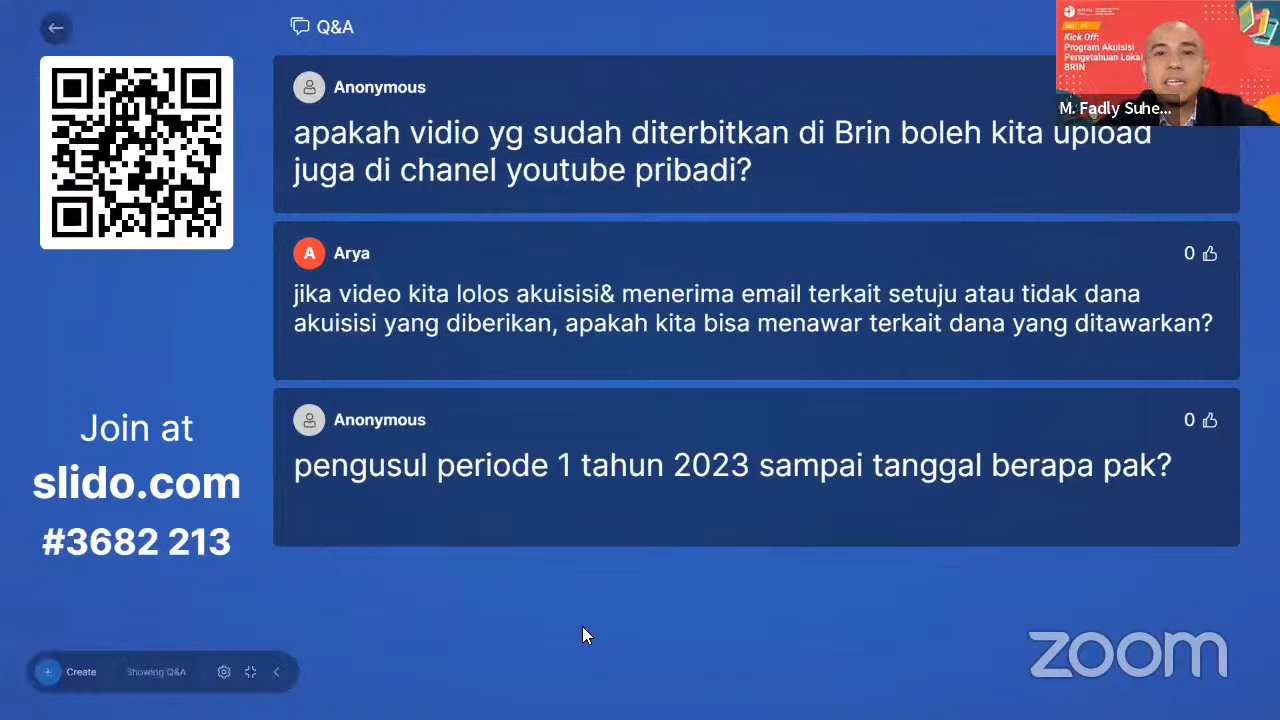 Q&A
Anonymous
apakah vidio yg sudah diterbitkan di Brin boleh kita upload
juga di chanel youtube pribadi?
Kick Off:
Program Akuisisi
Pengetahuan Lokal
BRIN
M. Fadly Suhe...
A
Arya
0
jika video kita lolos akuisisi& menerima email terkait setuju atau tidak dana
akuisisi yang diberikan, apakah kita bisa menawar terkait dana yang ditawarkan?
Anonymous
0
pengusul periode 1 tahun 2023 sampai tanggal berapa pak?
Join at
slido.com
#3682 213
Create
Showing Q&A
zoom